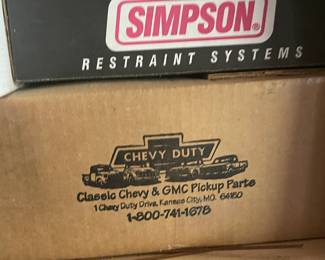 SIMPSON
RESTRAINT SYSTEMS
CHEVY DUTY
Classic Chevy & GMC Pickup Parts
1 Chevy Duty Drive, Kansas City, MO. 64150
1-800-741-1678